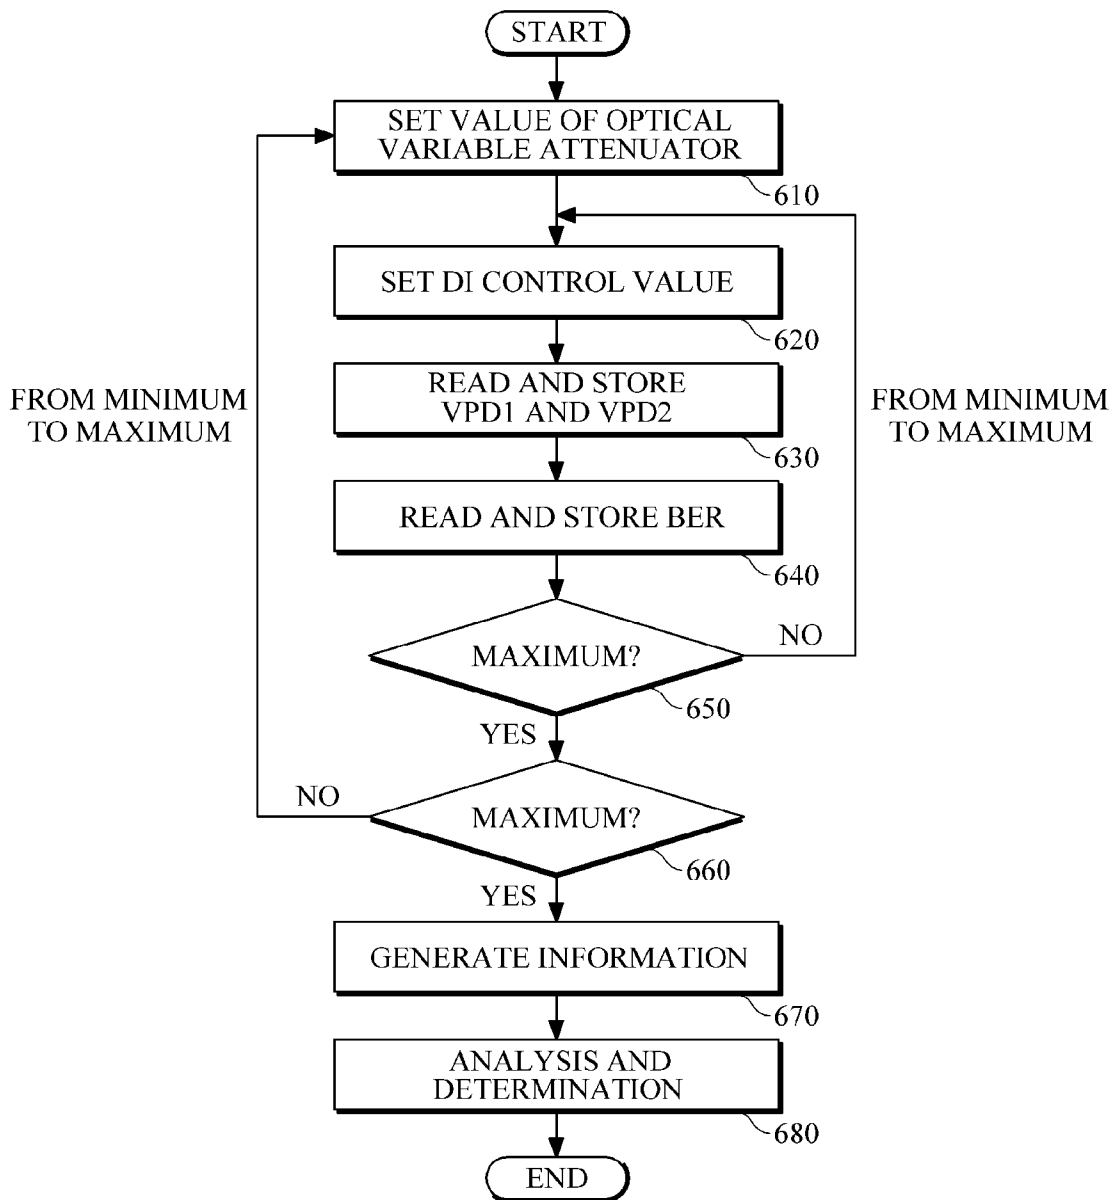 START
SET VALUE OF OPTICAL
VARIABLE ATTENUATOR
610
SET DI CONTROL VALUE
620
READ AND STORE
VPD1 AND VPD2
630
FROM MINIMUM
TO MAXIMUM
FROM MINIMUM
TO MAXIMUM
READ AND STORE BER
640
MAXIMUM?
NO
650
YES
NO
MAXIMUM?
660
YES
GENERATE INFORMATION
670
ANALYSIS AND
DETERMINATION
680
END